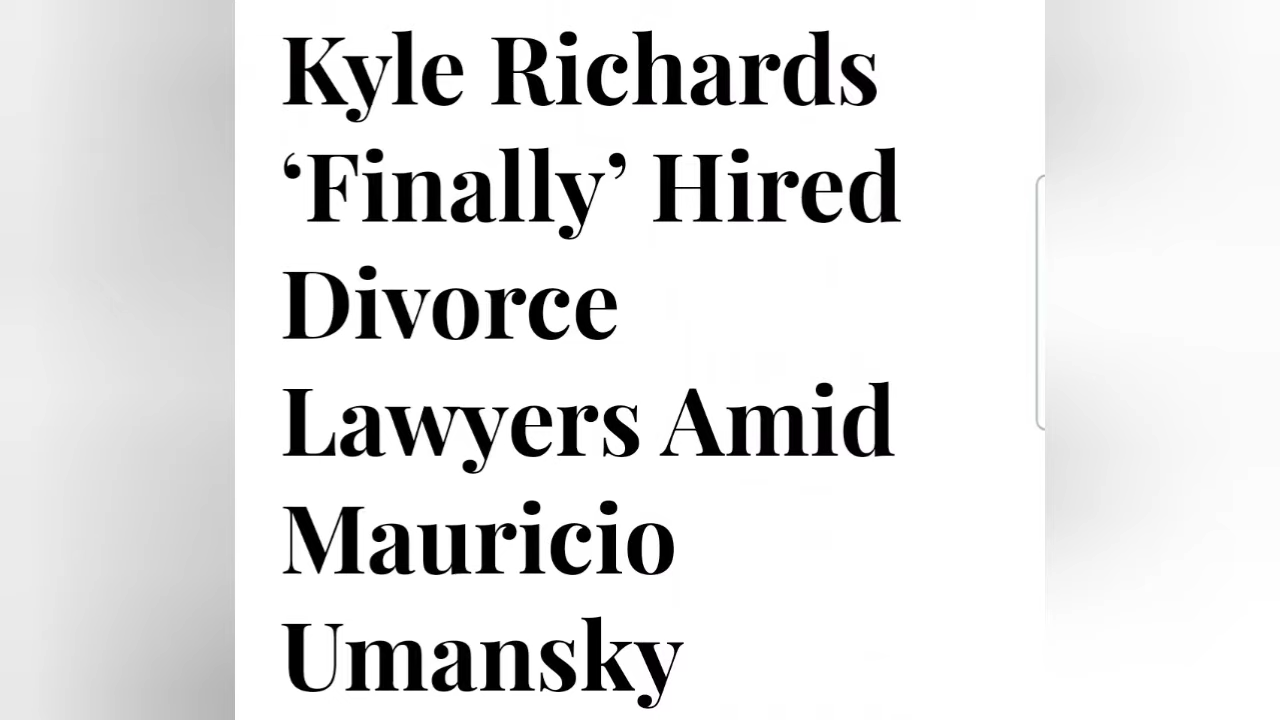 Kyle Richards
‘Finally’ Hired
Divorce
Lawyers Amid
Mauricio
Umansky